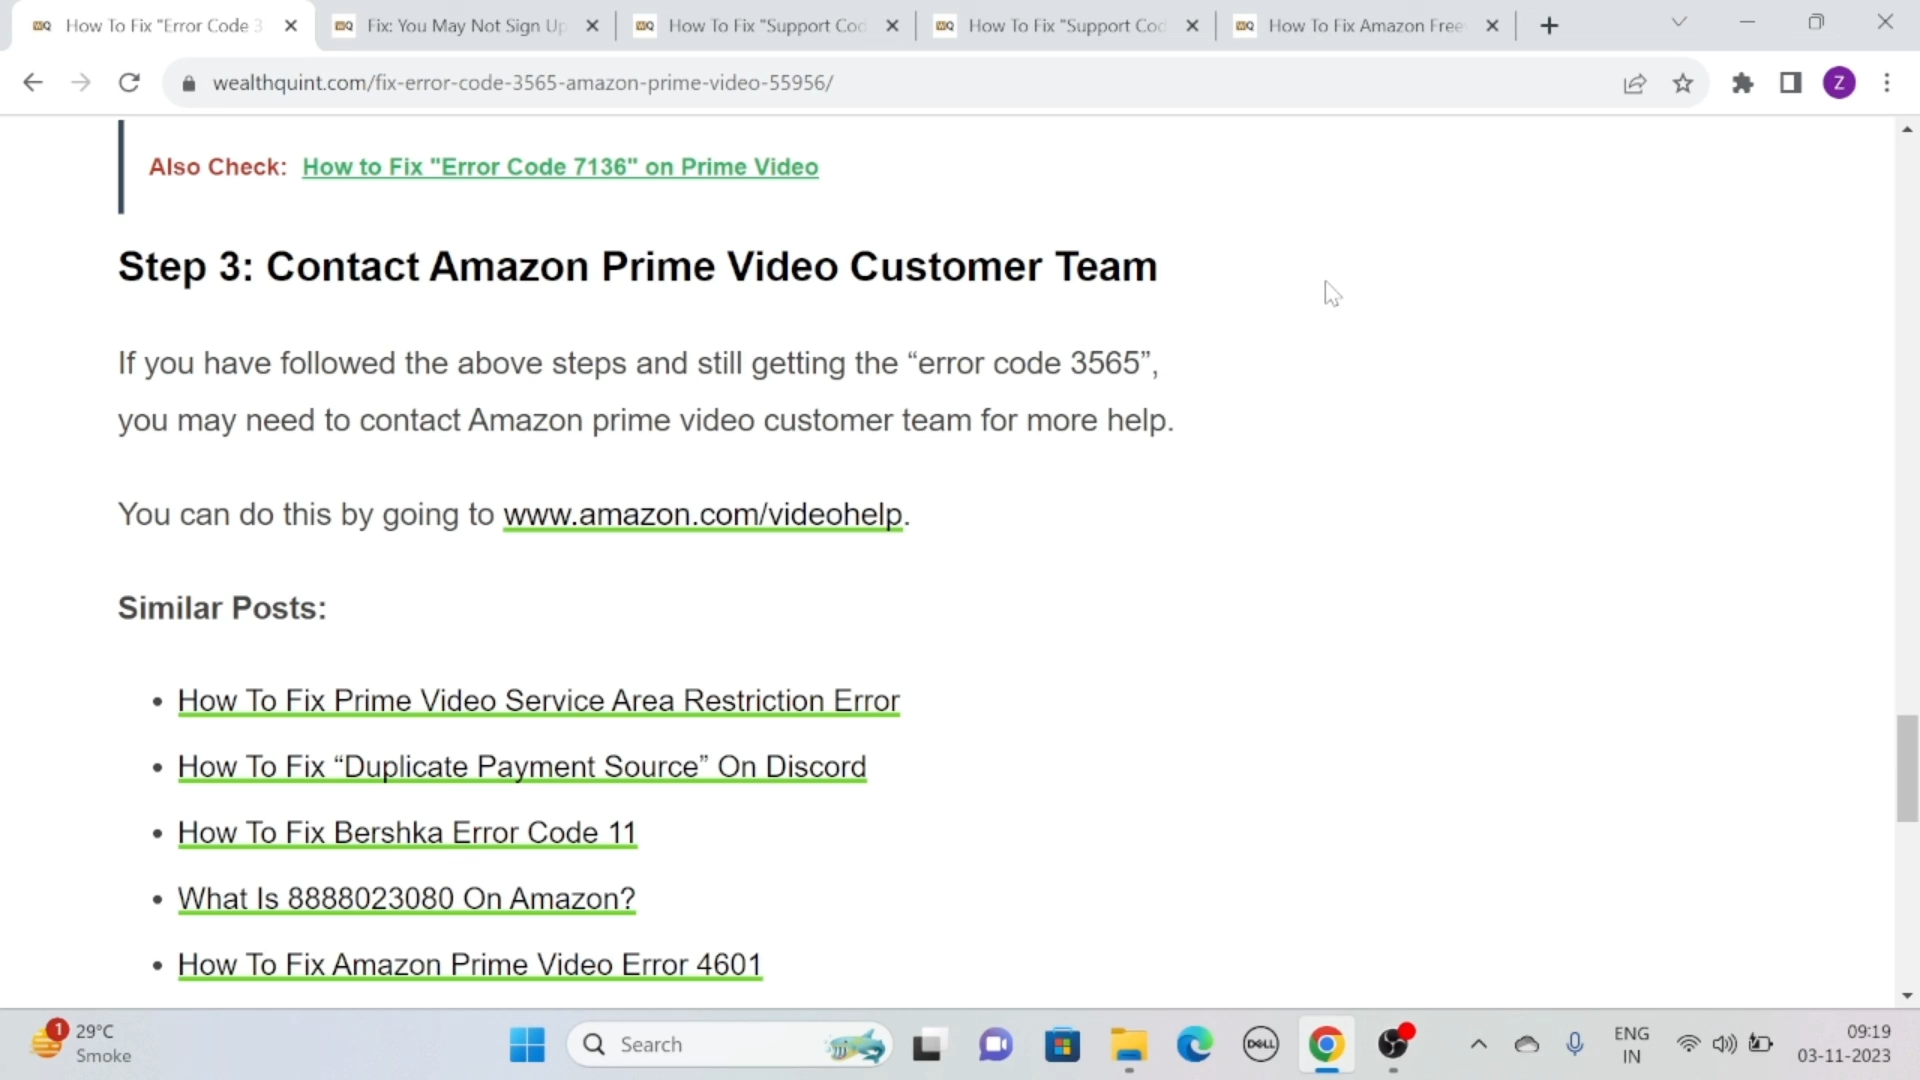 How To Fix "Error Code 3
Fix: You May Not Sign Up
How To Fix "Support Cod
How To Fix "Support Cod
How To Fix Amazon Free
wealthquint.com/fix-error-code-3565-amazon-prime-video-55956/
Z
Also Check: How to Fix "Error Code 7136" on Prime Video
Step 3: Contact Amazon Prime Video Customer Team
If you have followed the above steps and still getting the “error code 3565”,
you may need to contact Amazon prime video customer team for more help.
You can do this by going to www.amazon.com/videohelp.
Similar Posts:
• How To Fix Prime Video Service Area Restriction Error
• How To Fix “Duplicate Payment Source” On Discord
• How To Fix Bershka Error Code 11
• What Is 8888023080 On Amazon?
• How To Fix Amazon Prime Video Error 4601
1
29°C
Smoke
Search
DELL
ENG
IN
09:19
03-11-2023